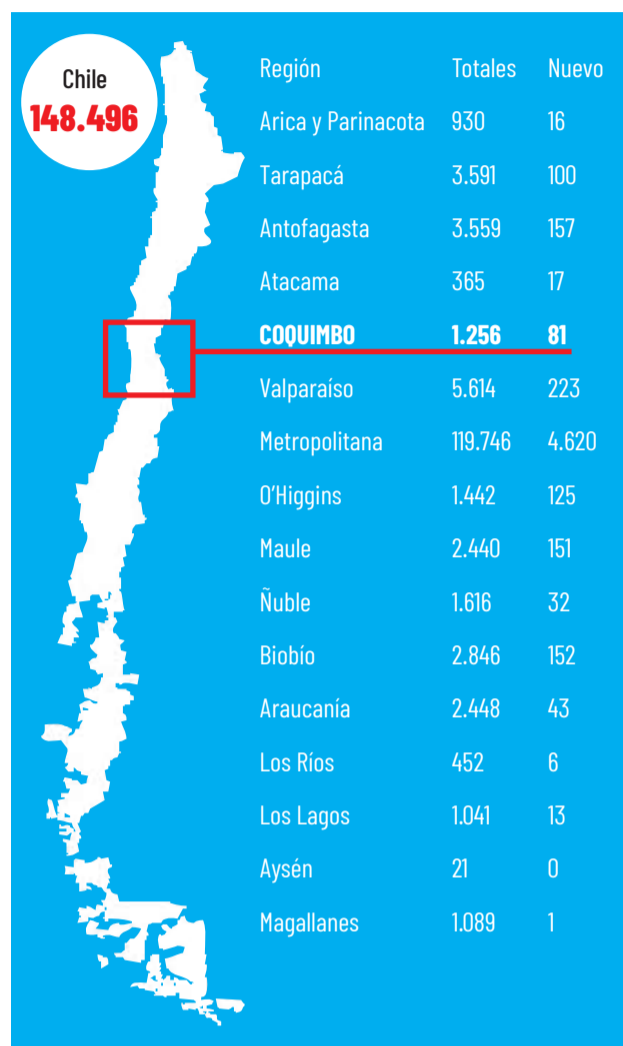 Chile
148.496
Región Totales Nuevo
Arica y Parinacota 930 16
Tarapacá 3.591 100
Antofagasta 3.559 157
Atacama 365 17
COQUIMBO 1.256 81
Valparaíso 5.614 223
Metropolitana 119.746 4.620
O'Higgins 1.442 125
Maule 2.440 151
Ñuble 1.616 32
Biobío 2.846 152
Araucanía 2.448 43
Los Ríos 452 6
Los Lagos 1.041 13
Aysén 21 0
Magallanes 1.089 1